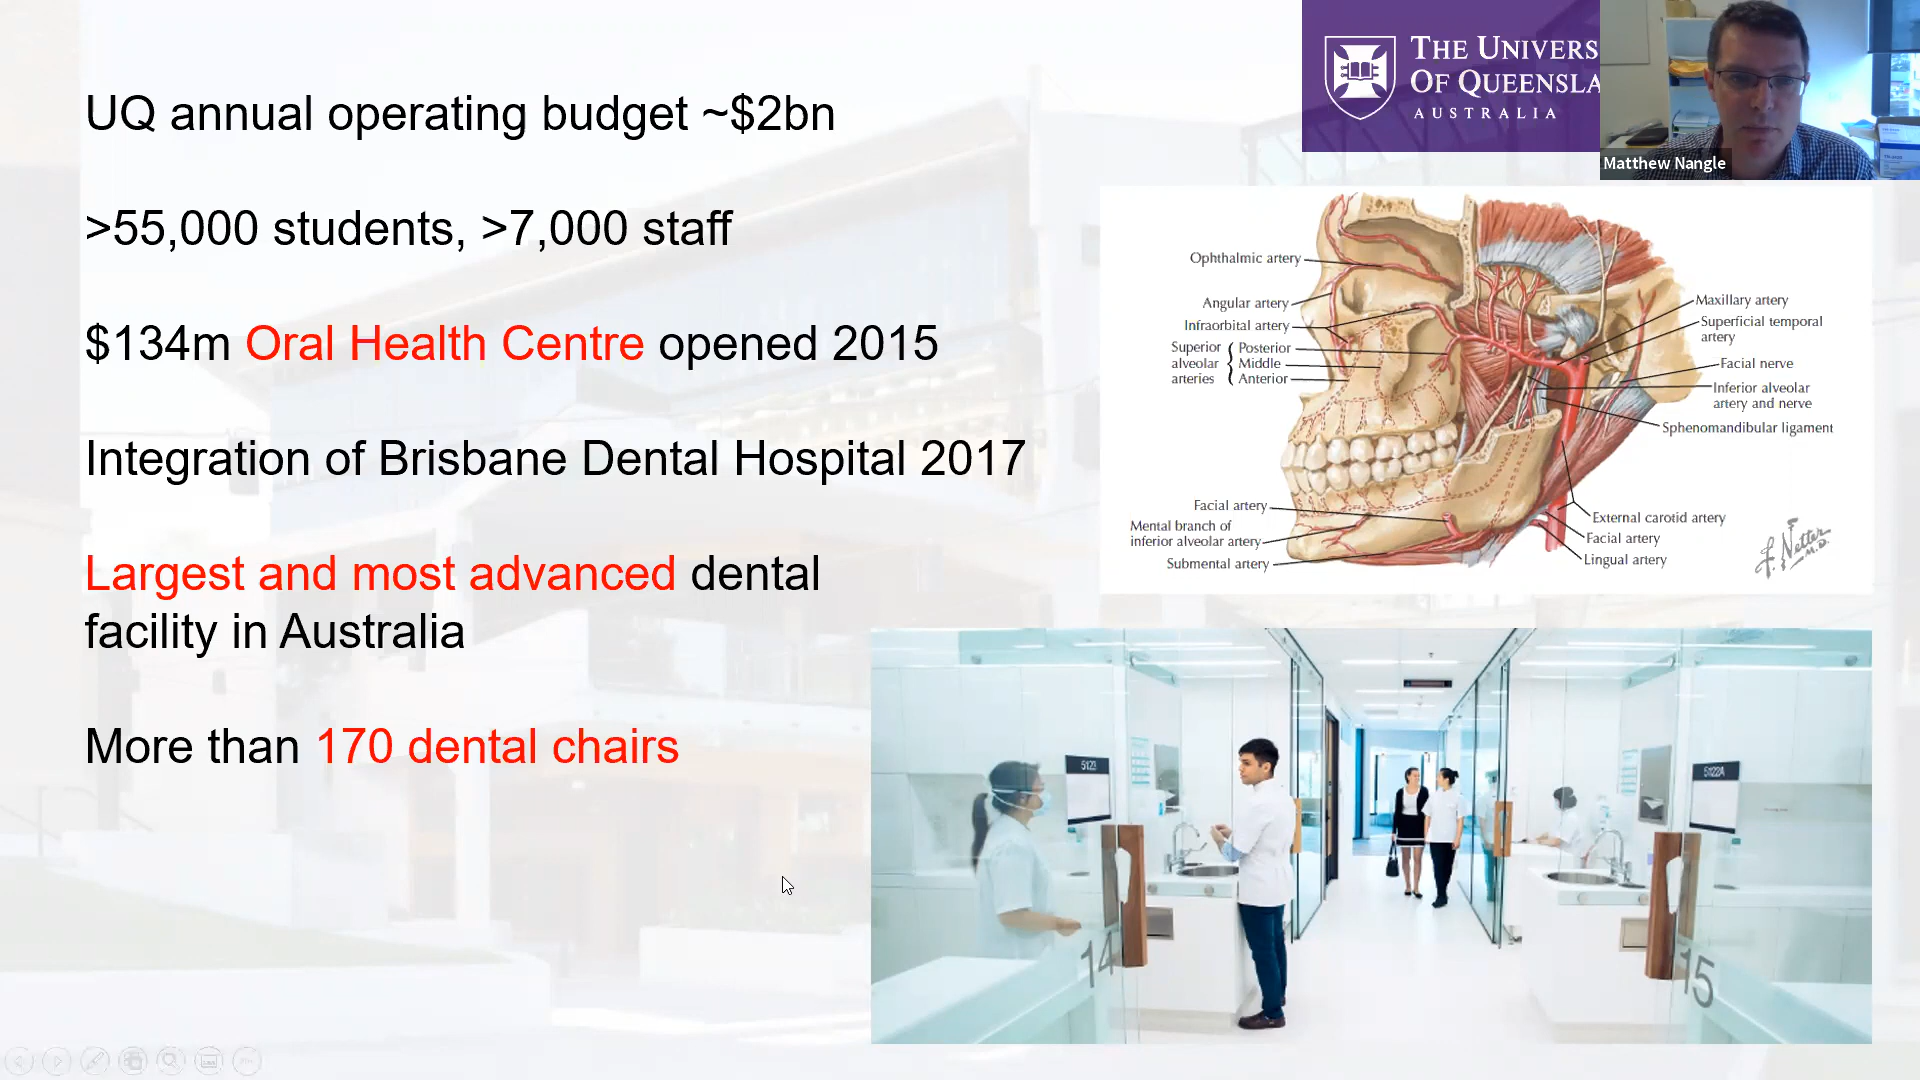 UQ annual operating budget ~$2bn
>55,000 students, >7,000 staff
$134m Oral Health Centre opened 2015
Integration of Brisbane Dental Hospital 2017
Largest and most advanced dental
facility in Australia
More than 170 dental chairs
THE UNIVERS
OF QUEENSLA
AUSTRALIA
Matthew Nangle
Ophthalmic artery
Angular artery
Infraorbital artery
Superior
alveolar
arteries
Posterior
Middle
Anterior
Maxillary artery
Superficial temporal
artery
Facial nerve
Inferior alveolar
artery and nerve
Sphenomandibular ligament
Facial artery
Mental branch of
inferior alveolar artery
Submental artery
External carotid artery
Facial artery
Lingual artery
F. Netter
M.D.
5123
5122A
14
15